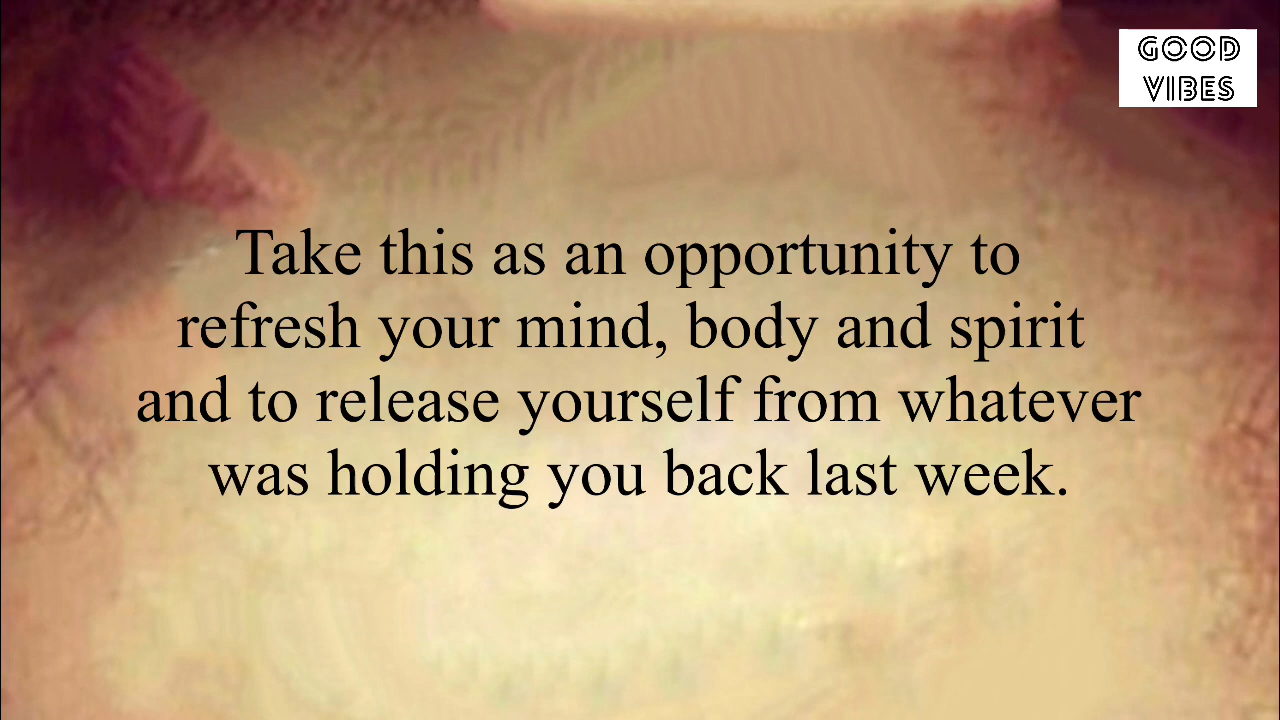 GOOD
VIBES
Take this as an opportunity to
refresh your mind, body and spirit
and to release yourself from whatever
was holding you back last week.